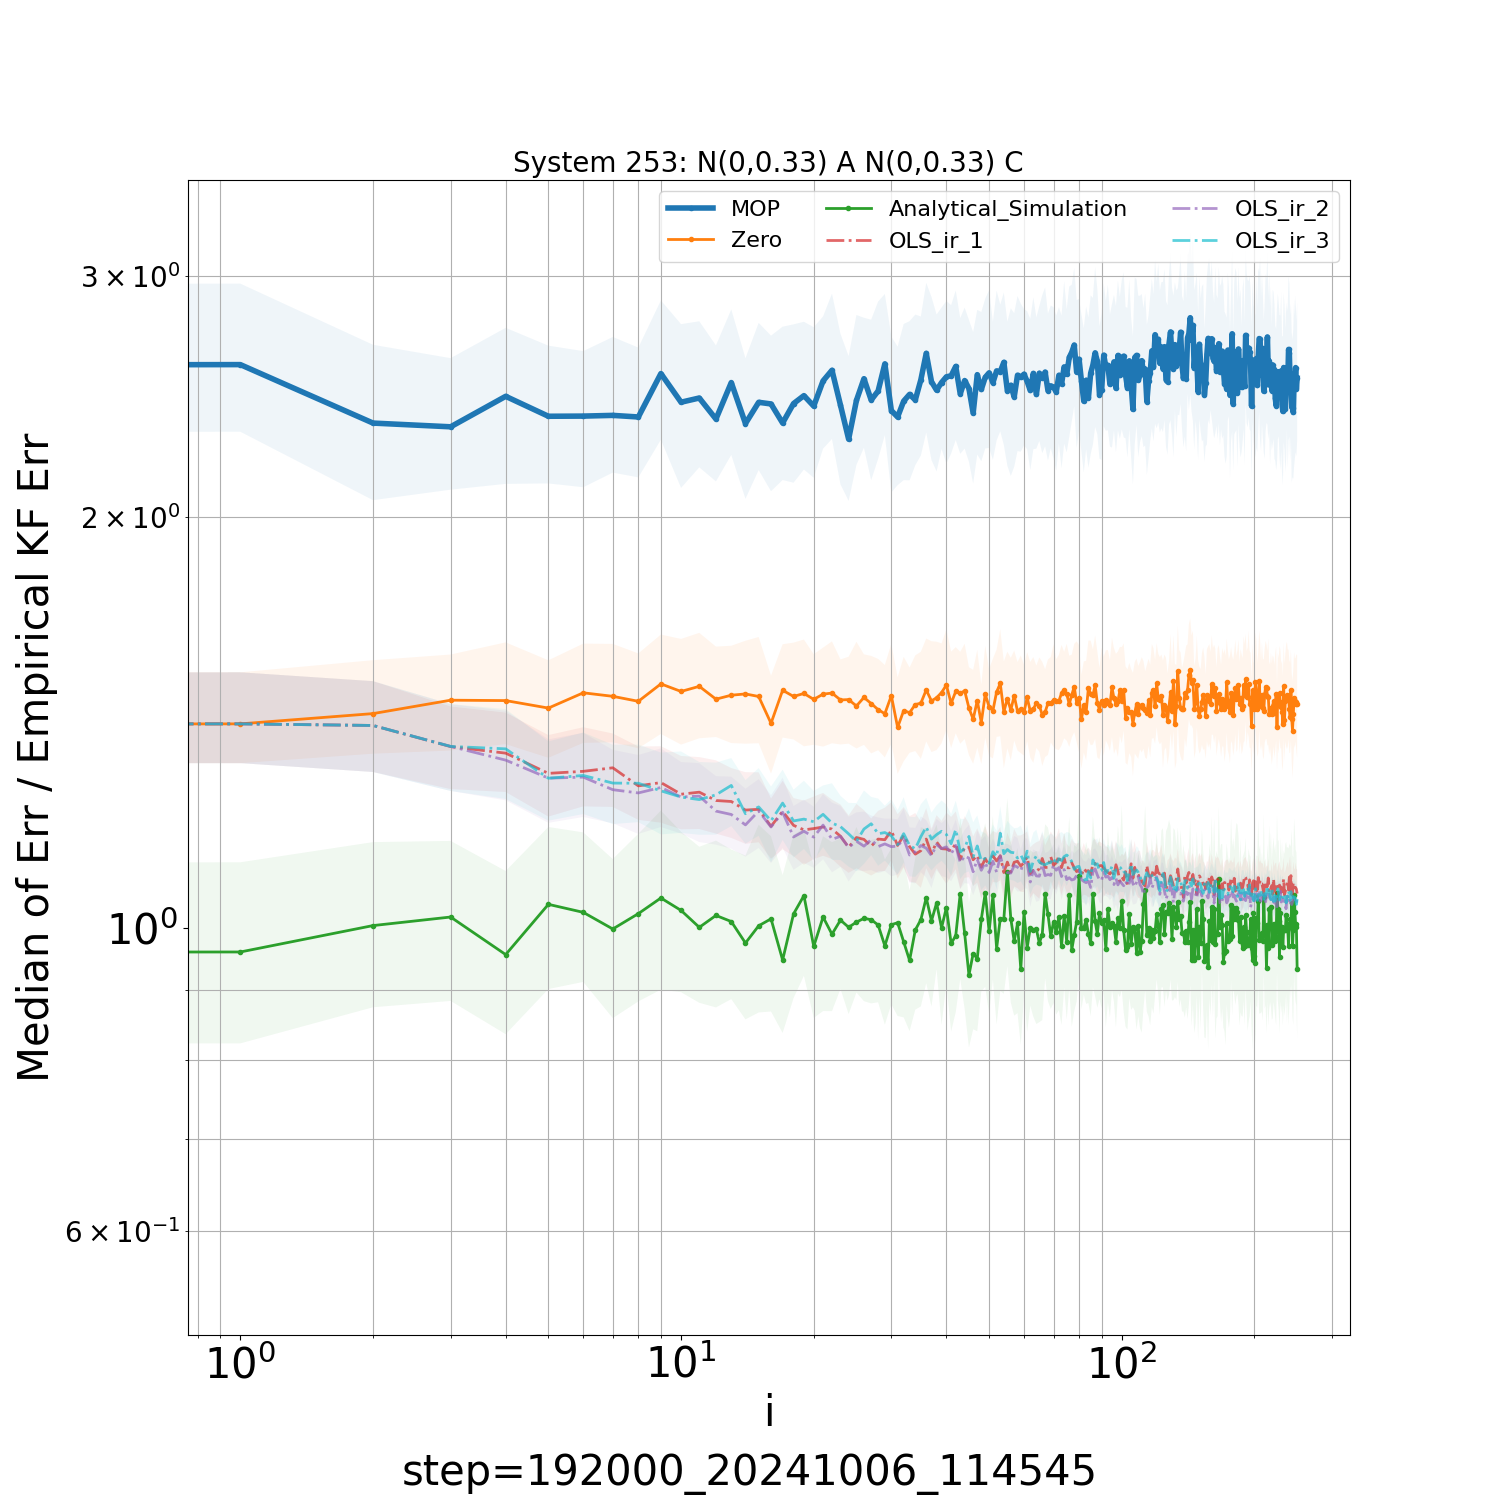 System 253: N(0,0.33) A N(0,0.33) C
MOP
Zero
Analytical_Simulation
OLS_ir_1
OLS_ir_2
OLS_ir_3
Median of Err / Empirical KF Err
3 × 10⁰
2 × 10⁰
10⁰
6 × 10⁻¹
10⁰ 10¹ 10²
i
step=192000_20241006_114545